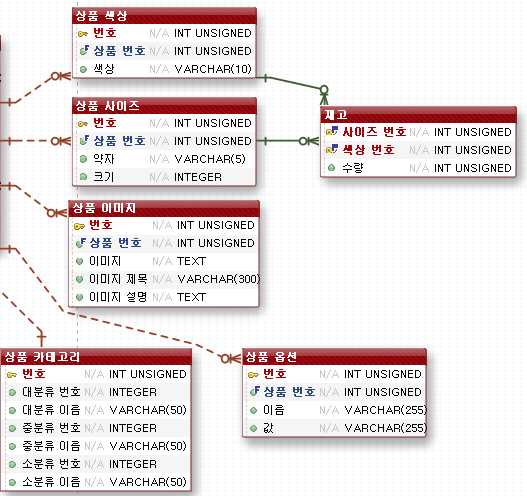 상품 색상
번호 N/A INT UNSIGNED
상품 번호 N/A INT UNSIGNED
색상 N/A VARCHAR(10)
상품 사이즈
번호 N/A INT UNSIGNED
상품 번호 N/A INT UNSIGNED
약자 N/A VARCHAR(5)
크기 N/A INTEGER
재고
사이즈 번호 N/A INT UNSIGNED
색상 번호 N/A INT UNSIGNED
수량 N/A INT UNSIGNED
상품 이미지
번호 N/A INT UNSIGNED
상품 번호 N/A INT UNSIGNED
이미지 N/A TEXT
이미지 제목 N/A VARCHAR(300)
이미지 설명 N/A TEXT
상품 카테고리
번호 N/A INT UNSIGNED
대분류 번호 N/A INTEGER
대분류 이름 N/A VARCHAR(50)
중분류 번호 N/A INTEGER
중분류 이름 N/A VARCHAR(50)
소분류 번호 N/A INTEGER
소분류 이름 N/A VARCHAR(50)
상품 옵션
번호 N/A INT UNSIGNED
상품 번호 N/A INT UNSIGNED
이름 N/A VARCHAR(255)
값 N/A VARCHAR(255)